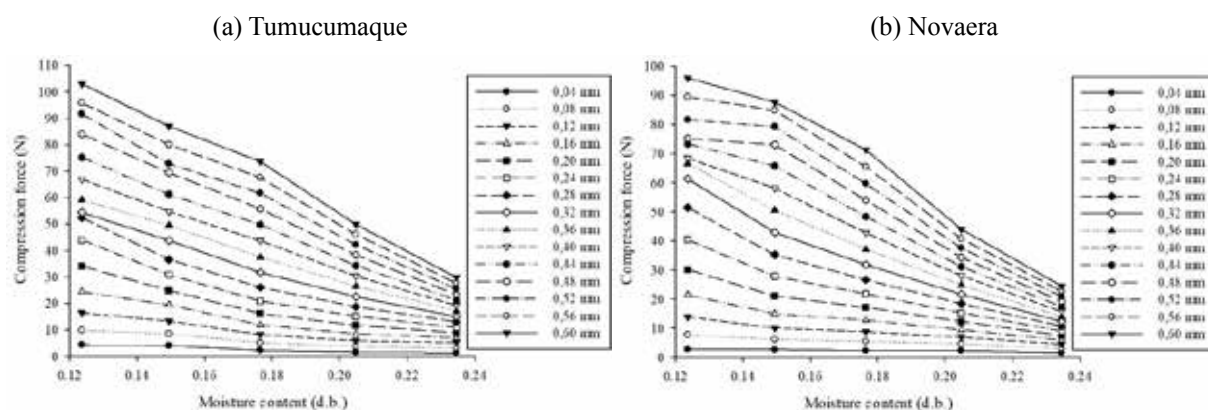 (a) Tumucumaque
(b) Novaera
Compression force (N)
110
100
90
80
70
60
50
40
30
20
10
0
0.12
0.14
0.16
0.18
0.20
0.22
0.24
Moisture content (d.b.)
0,04 mm
0,08 mm
0,12 mm
0,16 mm
0,20 mm
0,24 mm
0,28 mm
0,32 mm
0,36 mm
0,40 mm
0,44 mm
0,48 mm
0,52 mm
0,56 mm
0,60 mm
Compression force (N)
100
90
80
70
60
50
40
30
20
10
0
0.12
0.14
0.16
0.18
0.20
0.22
0.24
Moisture content (d.b.)
0,04 mm
0,08 mm
0,12 mm
0,16 mm
0,20 mm
0,24 mm
0,28 mm
0,32 mm
0,36 mm
0,40 mm
0,44 mm
0,48 mm
0,52 mm
0,56 mm
0,60 mm